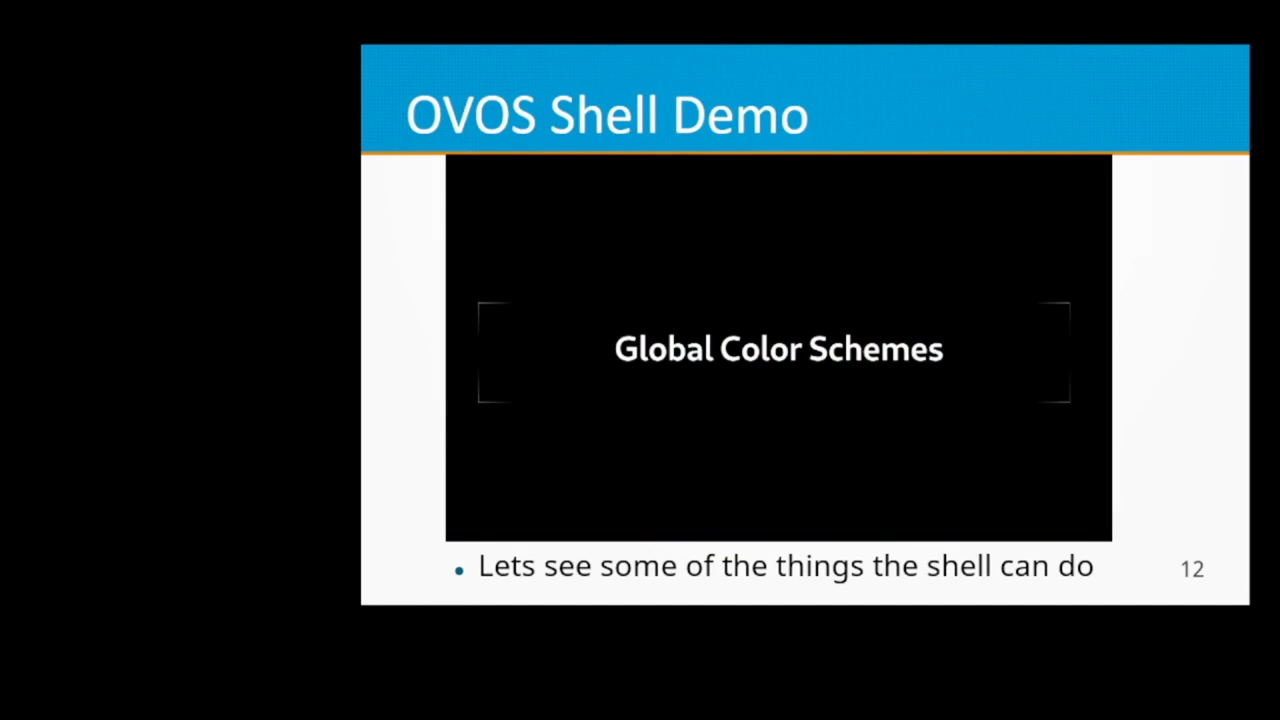 OVOS Shell Demo
Global Color Schemes
• Lets see some of the things the shell can do
12